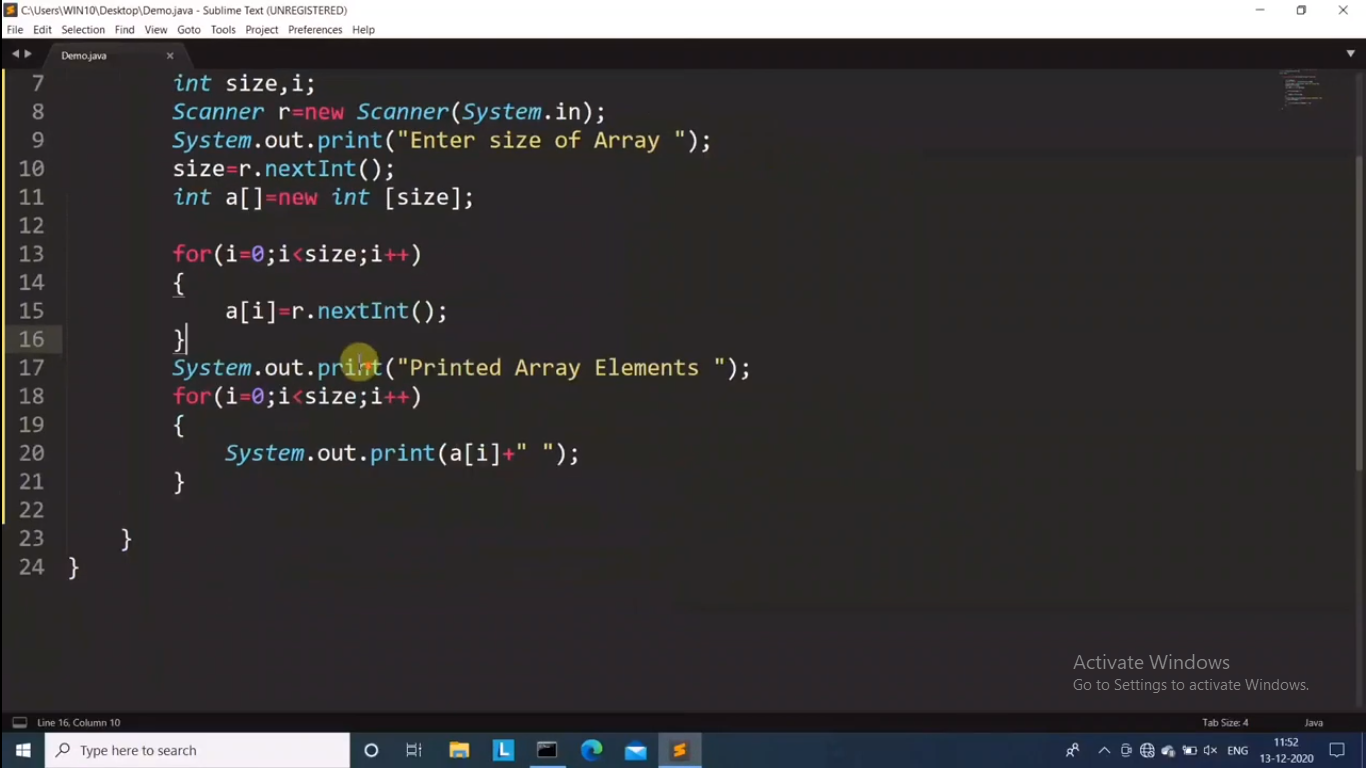 C:\Users\WIN10\Desktop\Demo.java - Sublime Text (UNREGISTERED)
File Edit Selection Find View Goto Tools Project Preferences Help
Demo.java
7 int size,i;
8 Scanner r=new Scanner(System.in);
9 System.out.print("Enter size of Array ");
10 size=r.nextInt();
11 int a[]=new int [size];
12
13 for(i=0;i<size;i++)
14 {
15 a[i]=r.nextInt();
16 }
17 System.out.print("Printed Array Elements ");
18 for(i=0;i<size;i++)
19 {
20 System.out.print(a[i]+" ");
21 }
22
23 }
24 }
Activate Windows
Go to Settings to activate Windows.
Line 16, Column 10 Tab Size: 4 Java
Type here to search L ENG 11:52
13-12-2020